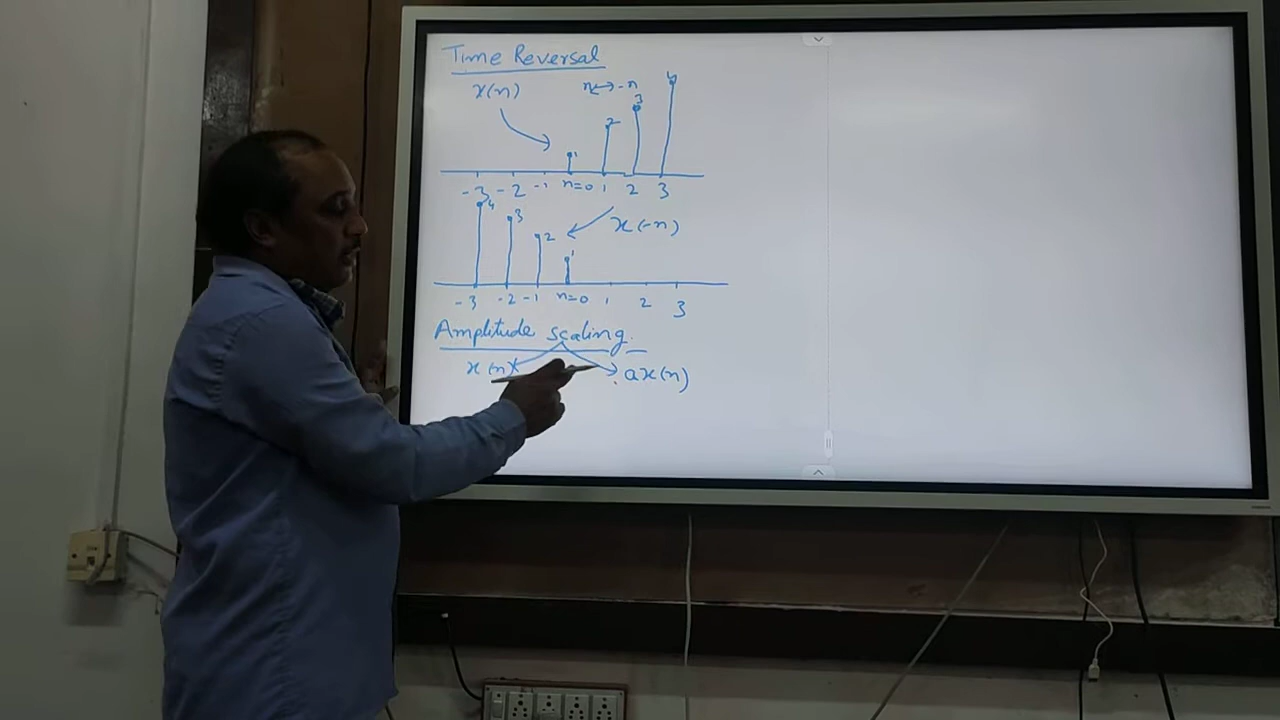 Time Reversal
x(n) n↔-n
1 2 3 4
-3 -2 -1 n=0 1 2 3
4 3 2 1 x(-n)
-3 -2 -1 n=0 1 2 3
Amplitude scaling.
x(n) ax(n)